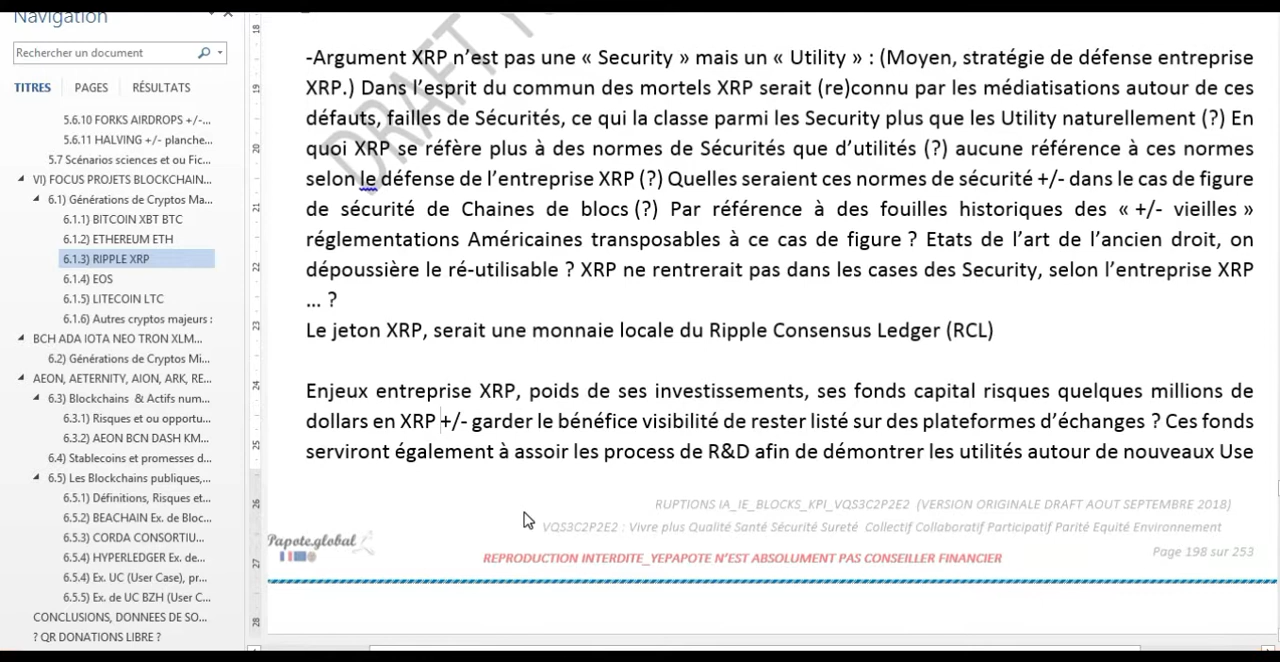 Navigation
Rechercher un document
TITRES PAGES RÉSULTATS
5.6.10 FORKS AIRDROPS +/-...
5.6.11 HALVING +/- planche...
5.7 Scénarios sciences et ou Fic...
VI) FOCUS PROJETS BLOCKCHAIN...
6.1) Générations de Cryptos Ma...
6.1.1) BITCOIN XBT BTC
6.1.2) ETHEREUM ETH
6.1.3) RIPPLE XRP
6.1.4) EOS
6.1.5) LITECOIN LTC
6.1.6) Autres cryptos majeurs :
BCH ADA IOTA NEO TRON XLM...
6.2) Générations de Cryptos Mi...
AEON, AETERNITY, AION, ARK, RE...
6.3) Blockchains & Actifs num...
6.3.1) Risques et ou opportu...
6.3.2) AEON BCN DASH KM...
6.4) Stablecoins et promesses d...
6.5) Les Blockchains publiques,...
6.5.1) Définitions, Risques et...
6.5.2) BEACHAIN Ex. de Bloc...
6.5.3) CORDA CONSORTIU...
6.5.4) HYPERLEDGER Ex. de...
6.5.4) Ex. UC (User Case), pr...
6.5.5) Ex. de UC BZH (User C...
CONCLUSIONS, DONNEES DE SO...
? QR DONATIONS LIBRE ?
18
19
20
21
22
23
24
25
26
27
28
DRAFT
-Argument XRP n'est pas une « Security » mais un « Utility » : (Moyen, stratégie de défense entreprise
XRP.) Dans l'esprit du commun des mortels XRP serait (re)connu par les médiatisations autour de ces
défauts, failles de Sécurités, ce qui la classe parmi les Security plus que les Utility naturellement (?) En
quoi XRP se réfère plus à des normes de Sécurités que d'utilités (?) aucune référence à ces normes
selon le défense de l'entreprise XRP (?) Quelles seraient ces normes de sécurité +/- dans le cas de figure
de sécurité de Chaines de blocs (?) Par référence à des fouilles historiques des « +/- vieilles »
réglementations Américaines transposables à ce cas de figure ? Etats de l'art de l'ancien droit, on
dépoussière le ré-utilisable ? XRP ne rentrerait pas dans les cases des Security, selon l'entreprise XRP
... ?
Le jeton XRP, serait une monnaie locale du Ripple Consensus Ledger (RCL)
Enjeux entreprise XRP, poids de ses investissements, ses fonds capital risques quelques millions de
dollars en XRP +/- garder le bénéfice visibilité de rester listé sur des plateformes d'échanges ? Ces fonds
serviront également à assoir les process de R&D afin de démontrer les utilités autour de nouveaux Use
RUPTIONS IA_IE_BLOCKS_KPI_VQS3C2P2E2 (VERSION ORIGINALE DRAFT AOUT SEPTEMBRE 2018)
VQS3C2P2E2 : Vivre plus Qualité Santé Sécurité Sureté Collectif Collaboratif Participatif Parité Equité Environnement
Papote.global
REPRODUCTION INTERDITE_YEPAPOTE N'EST ABSOLUMENT PAS CONSEILLER FINANCIER
Page 198 sur 253